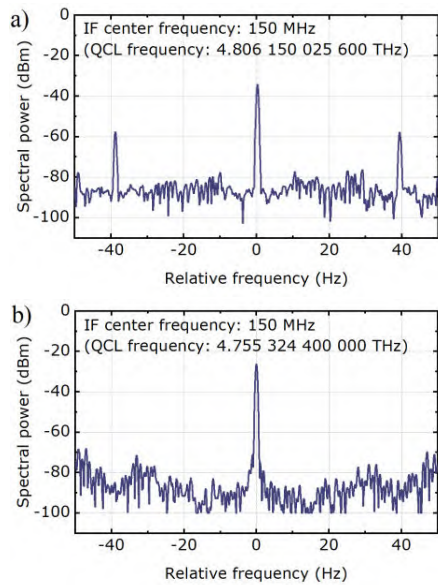 a)
IF center frequency: 150 MHz
(QCL frequency: 4.806 150 025 600 THz)
Spectral power (dBm)
0
-20
-40
-60
-80
-100
-40 -20 0 20 40
Relative frequency (Hz)
b)
IF center frequency: 150 MHz
(QCL frequency: 4.755 324 400 000 THz)
Spectral power (dBm)
0
-20
-40
-60
-80
-100
-40 -20 0 20 40
Relative frequency (Hz)